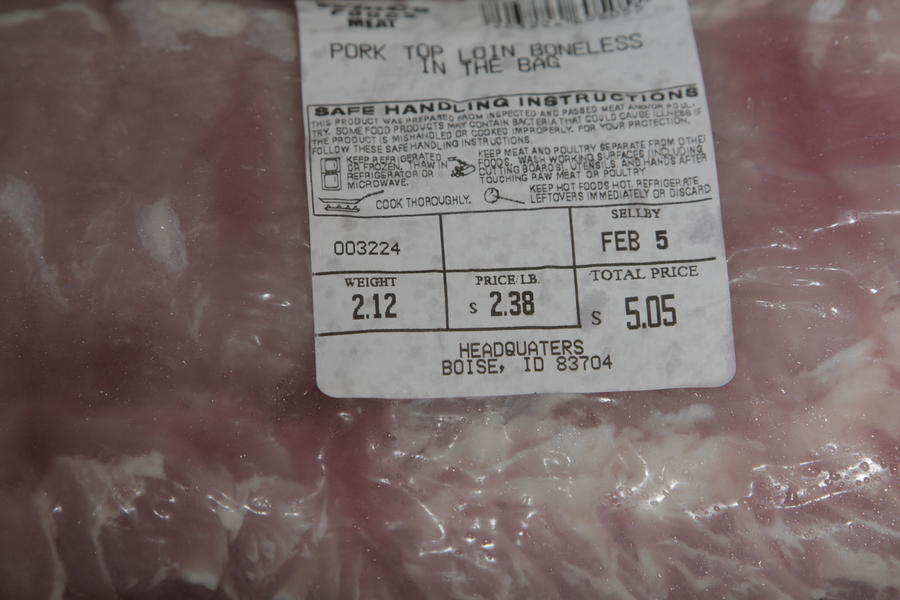 MEAT
PORK TOP LOIN BONELESS
IN THE BAG
SAFE HANDLING INSTRUCTIONS
THIS PRODUCT WAS PREPARED FROM INSPECTED AND PASSED MEAT AND/OR POUL-
TRY. SOME FOOD PRODUCTS MAY CONTAIN BACTERIA THAT COULD CAUSE ILLNESS IF
THE PRODUCT IS MISHANDLED OR COOKED IMPROPERLY. FOR YOUR PROTECTION,
FOLLOW THESE SAFE HANDLING INSTRUCTIONS.
KEEP REFRIGERATED
OR FROZEN. THAW IN
REFRIGERATOR OR
MICROWAVE.
KEEP MEAT AND POULTRY SEPARATE FROM OTHER
FOODS. WASH WORKING SURFACES (INCLUDING
CUTTING BOARDS), UTENSILS, AND HANDS AFTER
TOUCHING RAW MEAT OR POULTRY.
COOK THOROUGHLY.
KEEP HOT FOODS HOT. REFRIGERATE
LEFTOVERS IMMEDIATELY OR DISCARD
SELL BY
003224
FEB 5
WEIGHT
2.12
PRICE/LB.
$ 2.38
TOTAL PRICE
$ 5.05
HEADQUATERS
BOISE, ID 83704